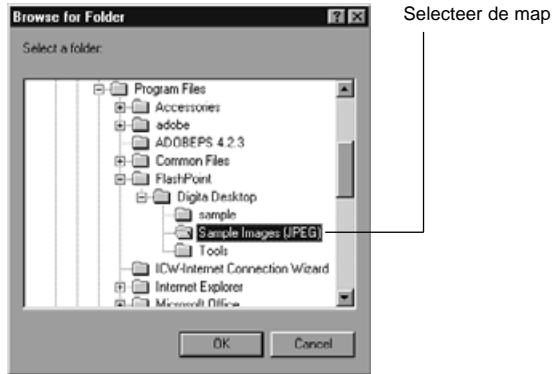 Browse for Folder
Selecteer de map
Select a folder:
Program Files
Accessories
adobe
ADOBEPS 4.2.3
Common Files
FlashPoint
Digita Desktop
sample
Sample Images (JPEG)
Tools
ICW-Internet Connection Wizard
Internet Explorer
Microsoft Office
OK Cancel